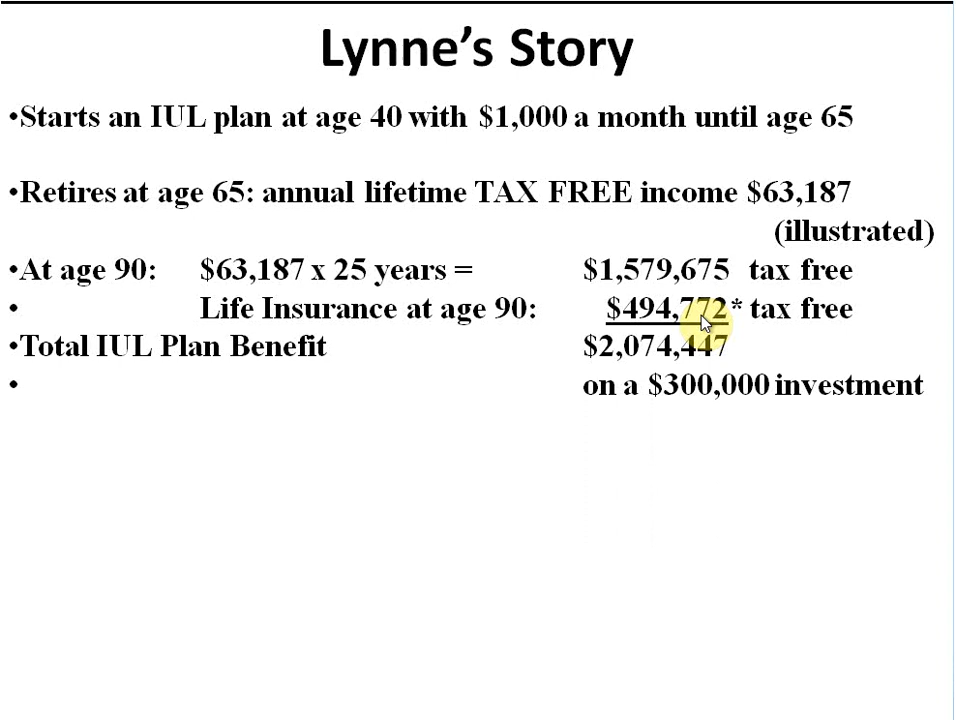 Lynne's Story
•Starts an IUL plan at age 40 with $1,000 a month until age 65
•Retires at age 65: annual lifetime TAX FREE income $63,187
(illustrated)
•At age 90: $63,187 x 25 years = $1,579,675 tax free
• Life Insurance at age 90: $494,772* tax free
•Total IUL Plan Benefit $2,074,447
• on a $300,000 investment